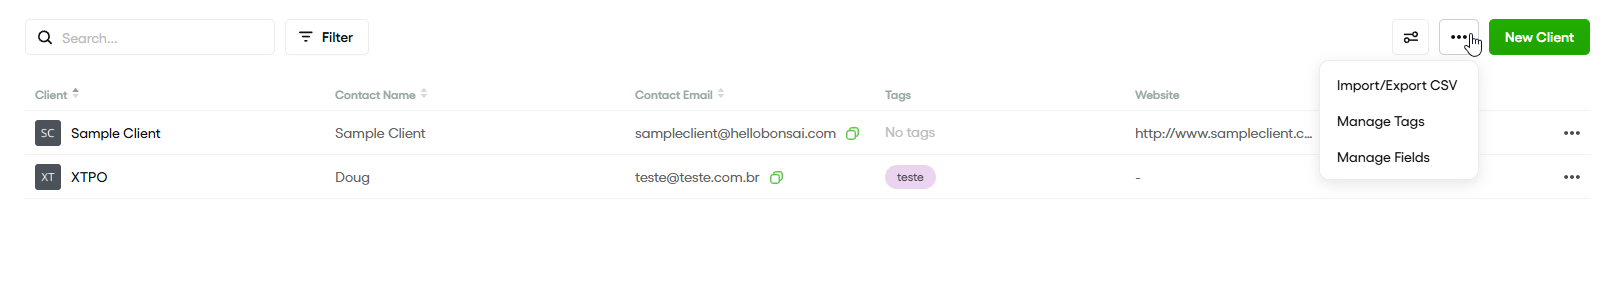 Search... Filter New Client
Import/Export CSV
Manage Tags
Manage Fields
Client Contact Name Contact Email Tags Website
SC Sample Client Sample Client sampleclient@hellobonsai.com No tags http://www.sampleclient.c...
XT XTPO Doug teste@teste.com.br teste -